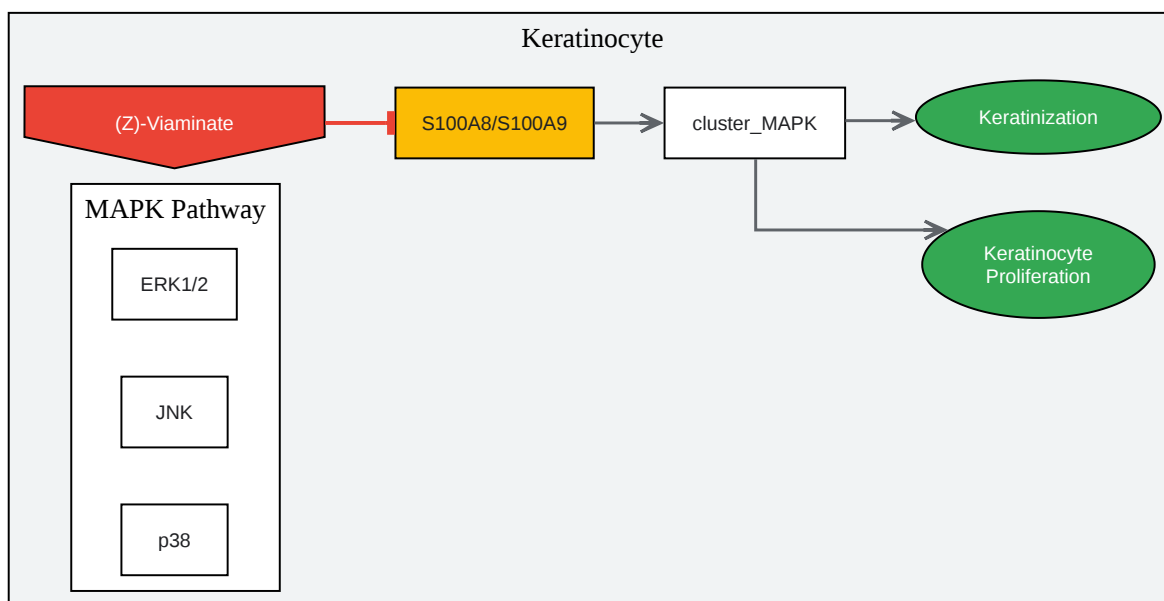 Keratinocyte
(Z)-Viaminate
S100A8/S100A9
cluster_MAPK
Keratinization
MAPK Pathway
ERK1/2
JNK
p38
Keratinocyte
Proliferation